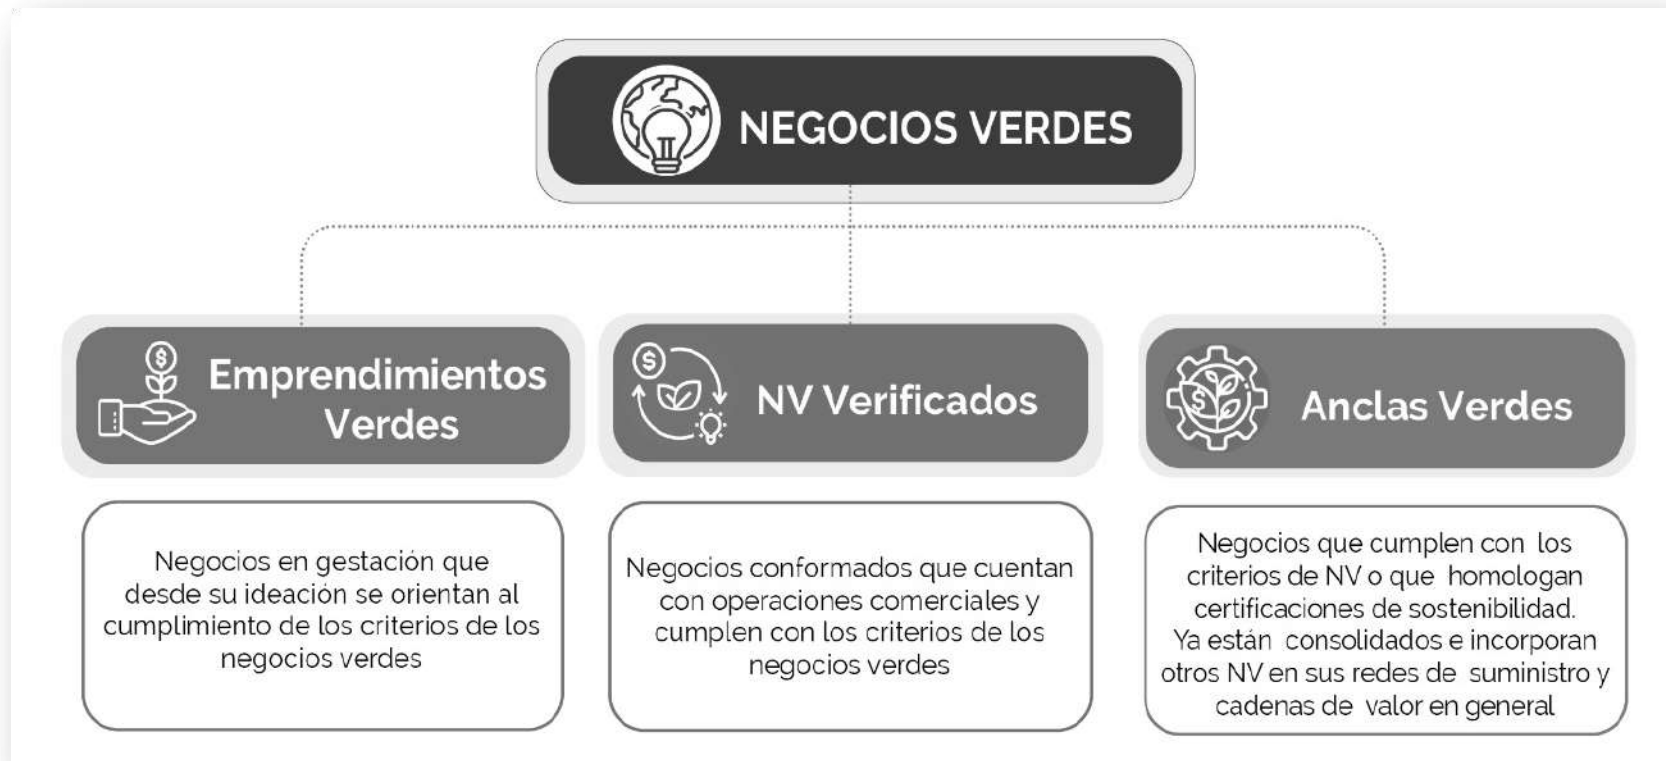 NEGOCIOS VERDES
Emprendimientos
Verdes
NV Verificados
Anclas Verdes
Negocios en gestación que
desde su ideación se orientan al
cumplimiento de los criterios de los
negocios verdes
Negocios conformados que cuentan
con operaciones comerciales y
cumplen con los criterios de los
negocios verdes
Negocios que cumplen con los
criterios de NV o que homologan
certificaciones de sostenibilidad.
Ya están consolidados e incorporan
otros NV en sus redes de suministro y
cadenas de valor en general